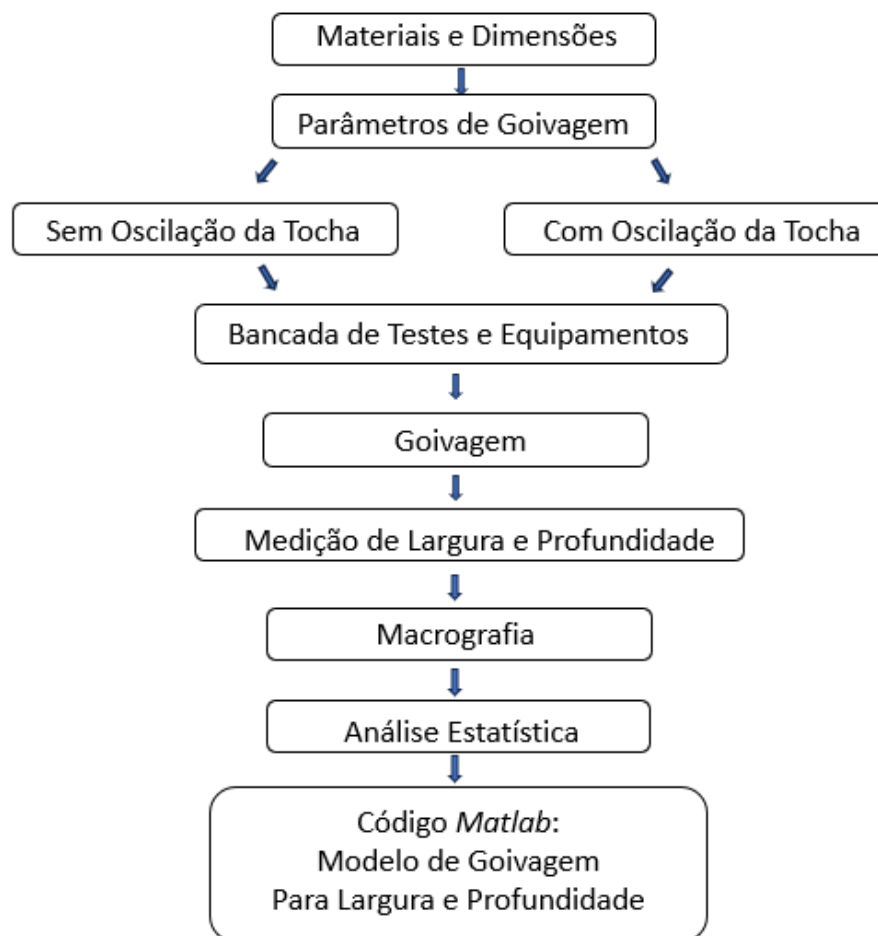 Materiais e Dimensões
Parâmetros de Goivagem
Sem Oscilação da Tocha
Com Oscilação da Tocha
Bancada de Testes e Equipamentos
Goivagem
Medição de Largura e Profundidade
Macrografia
Análise Estatística
Código Matlab:
Modelo de Goivagem
Para Largura e Profundidade